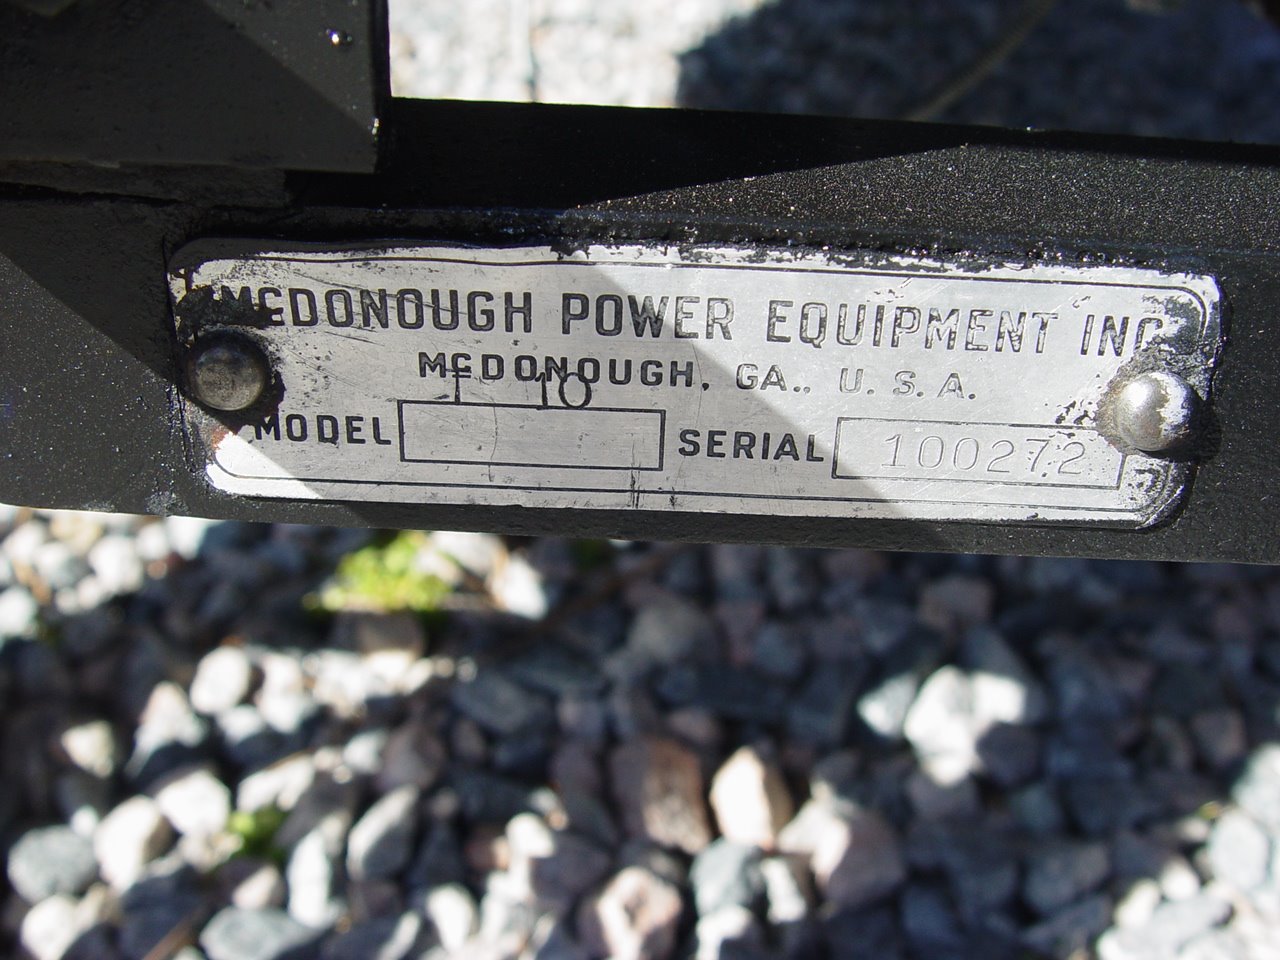 McDONOUGH POWER EQUIPMENT INC
McDONOUGH, GA., U.S.A.
10
MODEL SERIAL 100272